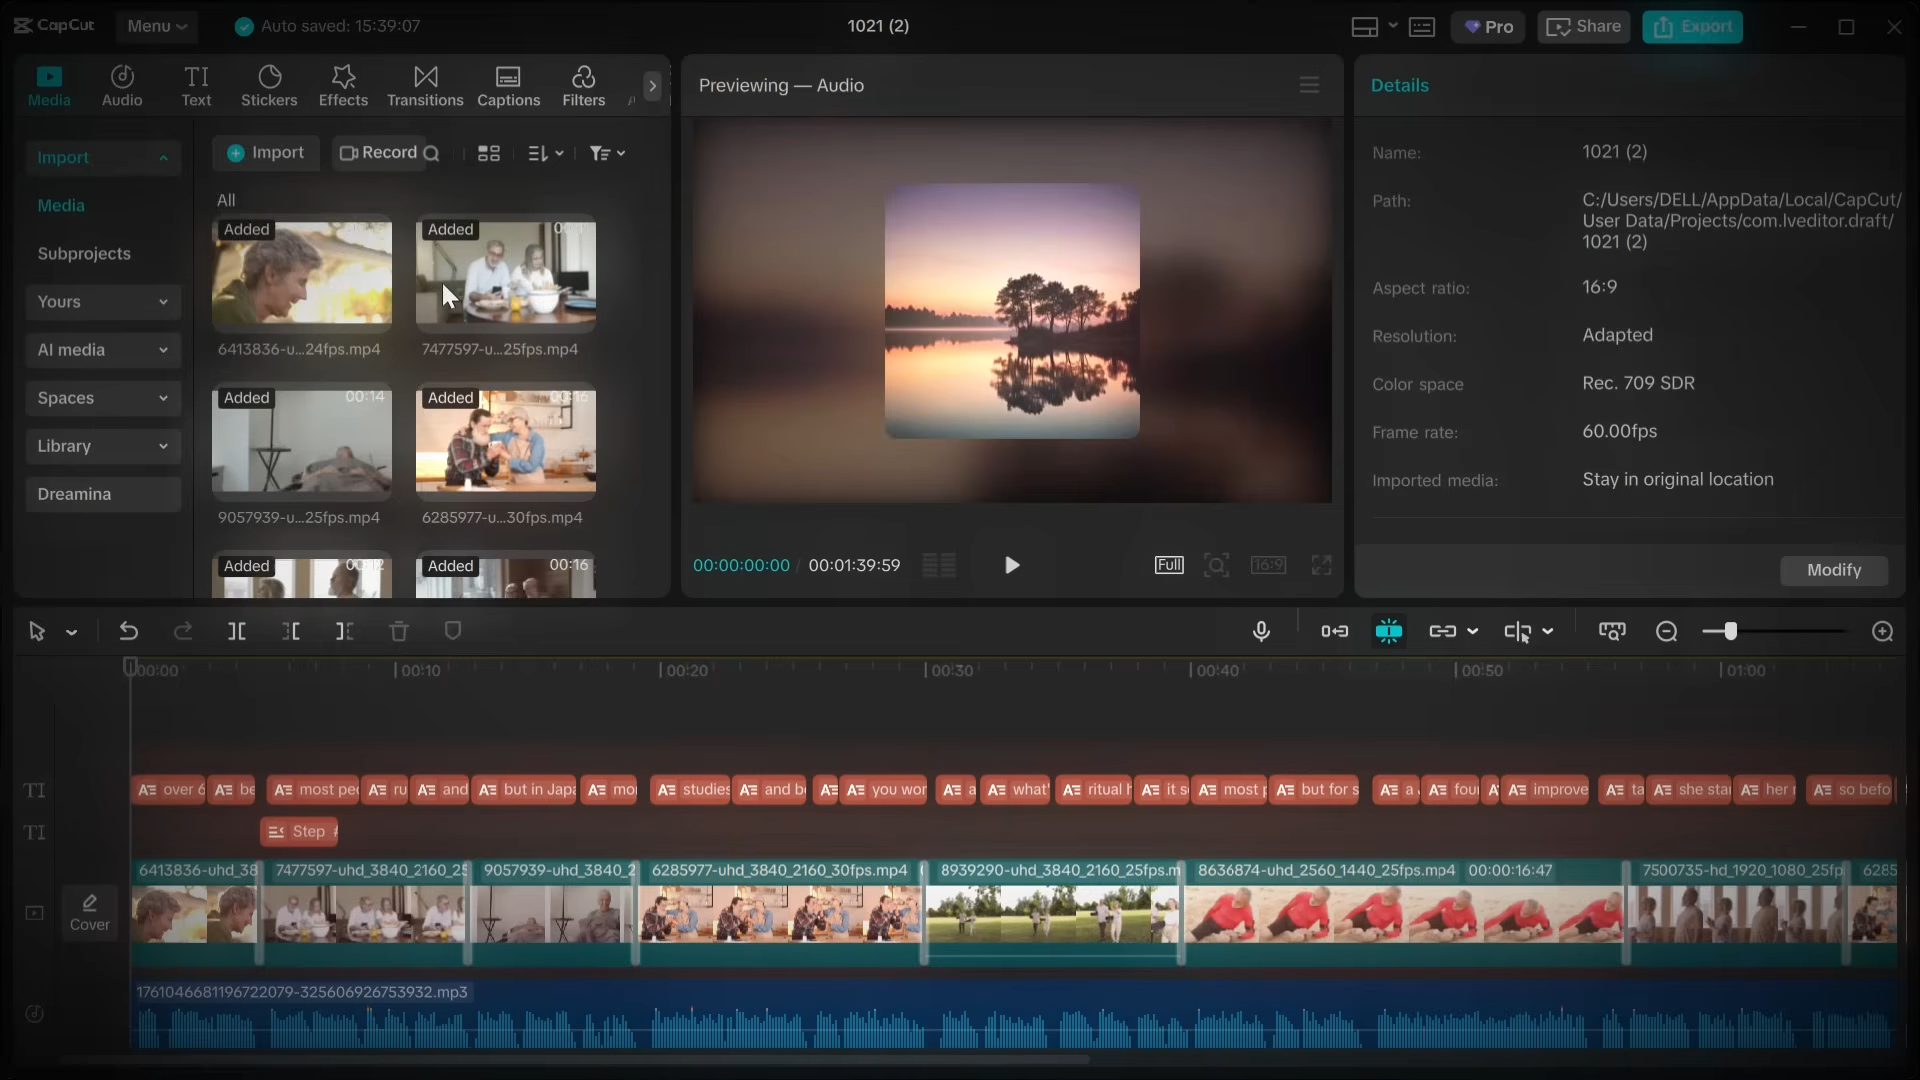 CapCut
Menu
Auto saved: 15:39:07
1021 (2)
Pro
Share
Export
Media
Audio
Text
Stickers
Effects
Transitions
Captions
Filters
Previewing — Audio
Details
Import
Media
Subprojects
Yours
AI media
Spaces
Library
Dreamina
Import
Record
All
Added
Added
6413836-u...24fps.mp4
7477597-u...25fps.mp4
Added 00:14
Added 00:16
9057939-u...25fps.mp4
6285977-u...30fps.mp4
Added 00:12
Added 00:16
Name: 1021 (2)
Path: C:/Users/DELL/AppData/Local/CapCut/
User Data/Projects/com.lveditor.draft/
1021 (2)
Aspect ratio: 16:9
Resolution: Adapted
Color space Rec. 709 SDR
Frame rate: 60.00fps
Imported media: Stay in original location
Modify
00:00:00:00 / 00:01:39:59
Full
16:9
00:00 00:10 00:20 00:30 00:40 00:50 01:00
TI
over 6 be most pe ru and but in Japa mo studies and b you wor a what' ritual h it s most p but for s a fou improve ta she sta her so befo
TI
Step
6413836-uhd_38 7477597-uhd_3840_2160_25 9057939-uhd_3840_2 6285977-uhd_3840_2160_30fps.mp4 8939290-uhd_3840_2160_25fps.m 8636874-uhd_2560_1440_25fps.mp4 00:00:16:47 7500735-hd_1920_1080_25fp 6285
Cover
1761046681196722079-325606926753932.mp3